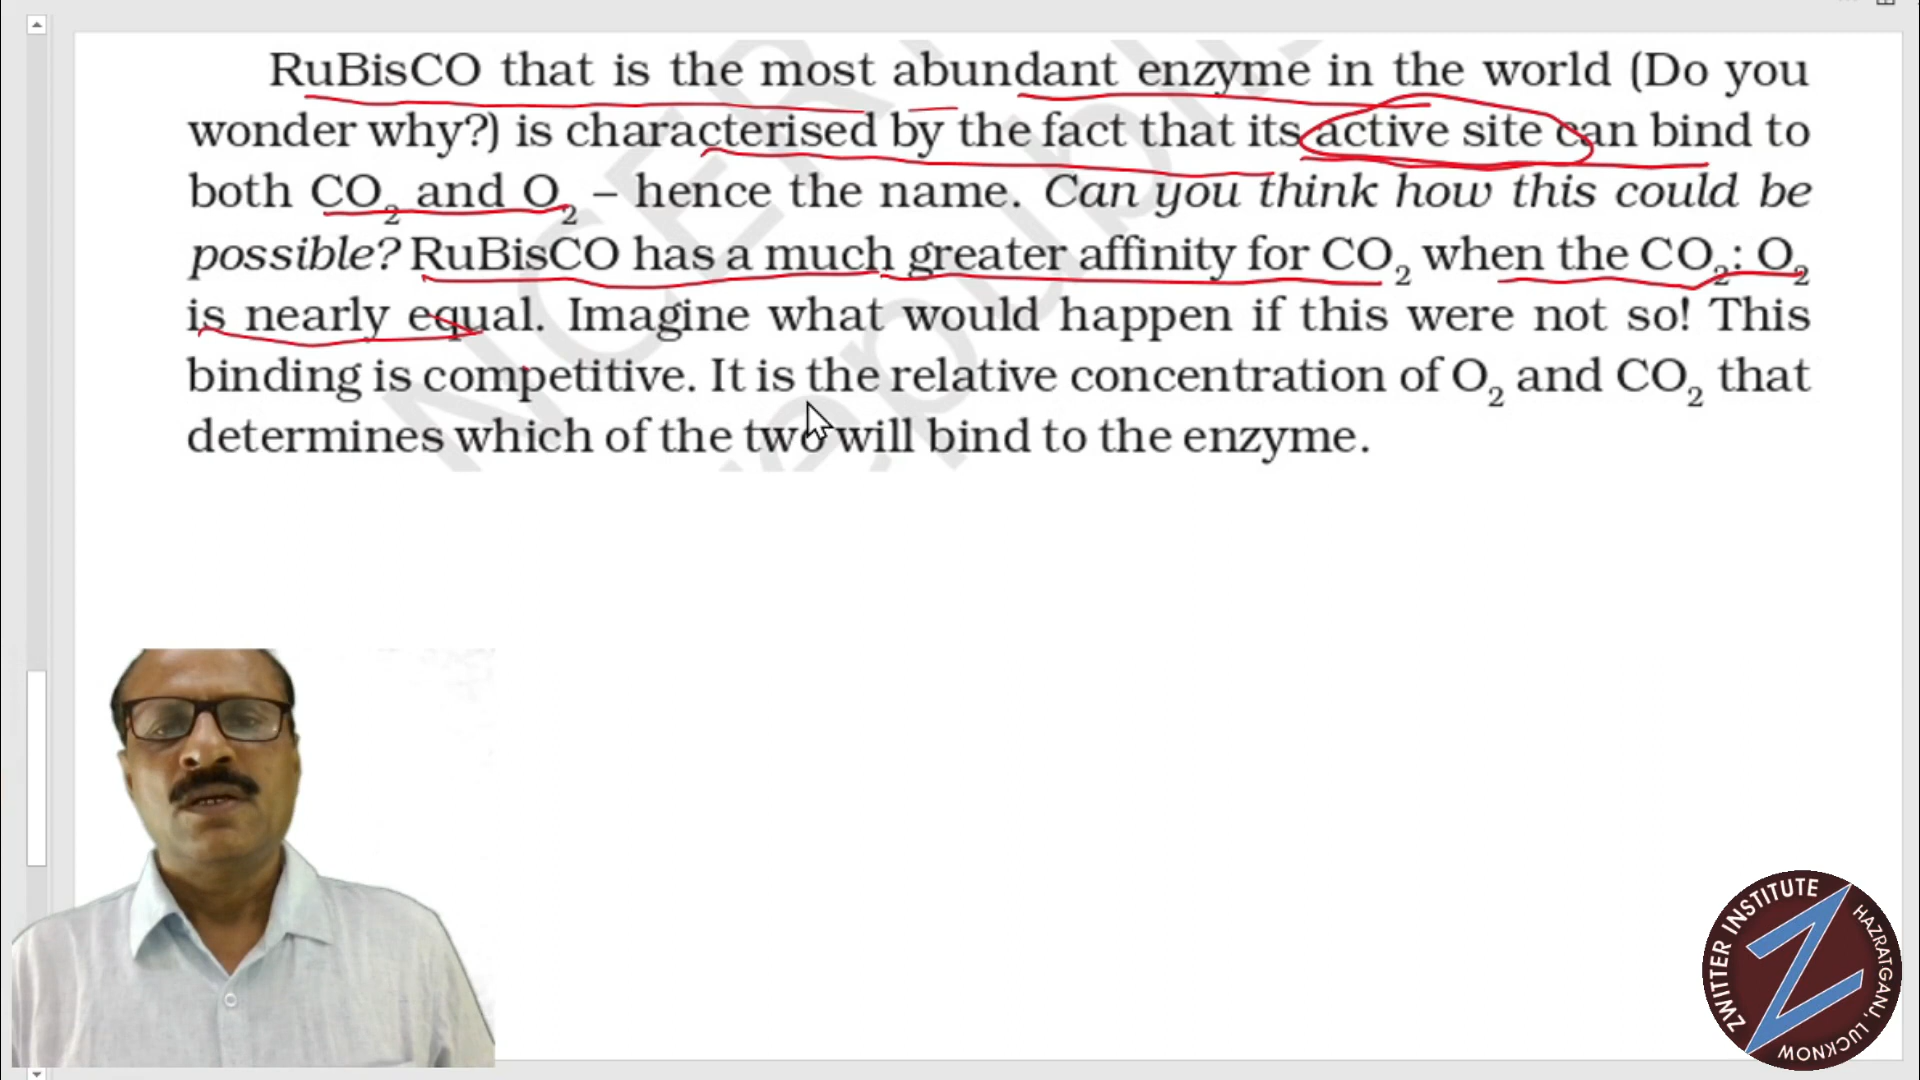 RuBisCO that is the most abundant enzyme in the world (Do you
wonder why?) is characterised by the fact that its active site can bind to
both CO₂ and O₂ – hence the name. Can you think how this could be
possible? RuBisCO has a much greater affinity for CO₂ when the CO₂: O₂
is nearly equal. Imagine what would happen if this were not so! This
binding is competitive. It is the relative concentration of O₂ and CO₂ that
determines which of the two will bind to the enzyme.
ZWITTER INSTITUTE
HAZRATGANJ, LUCKNOW
Z